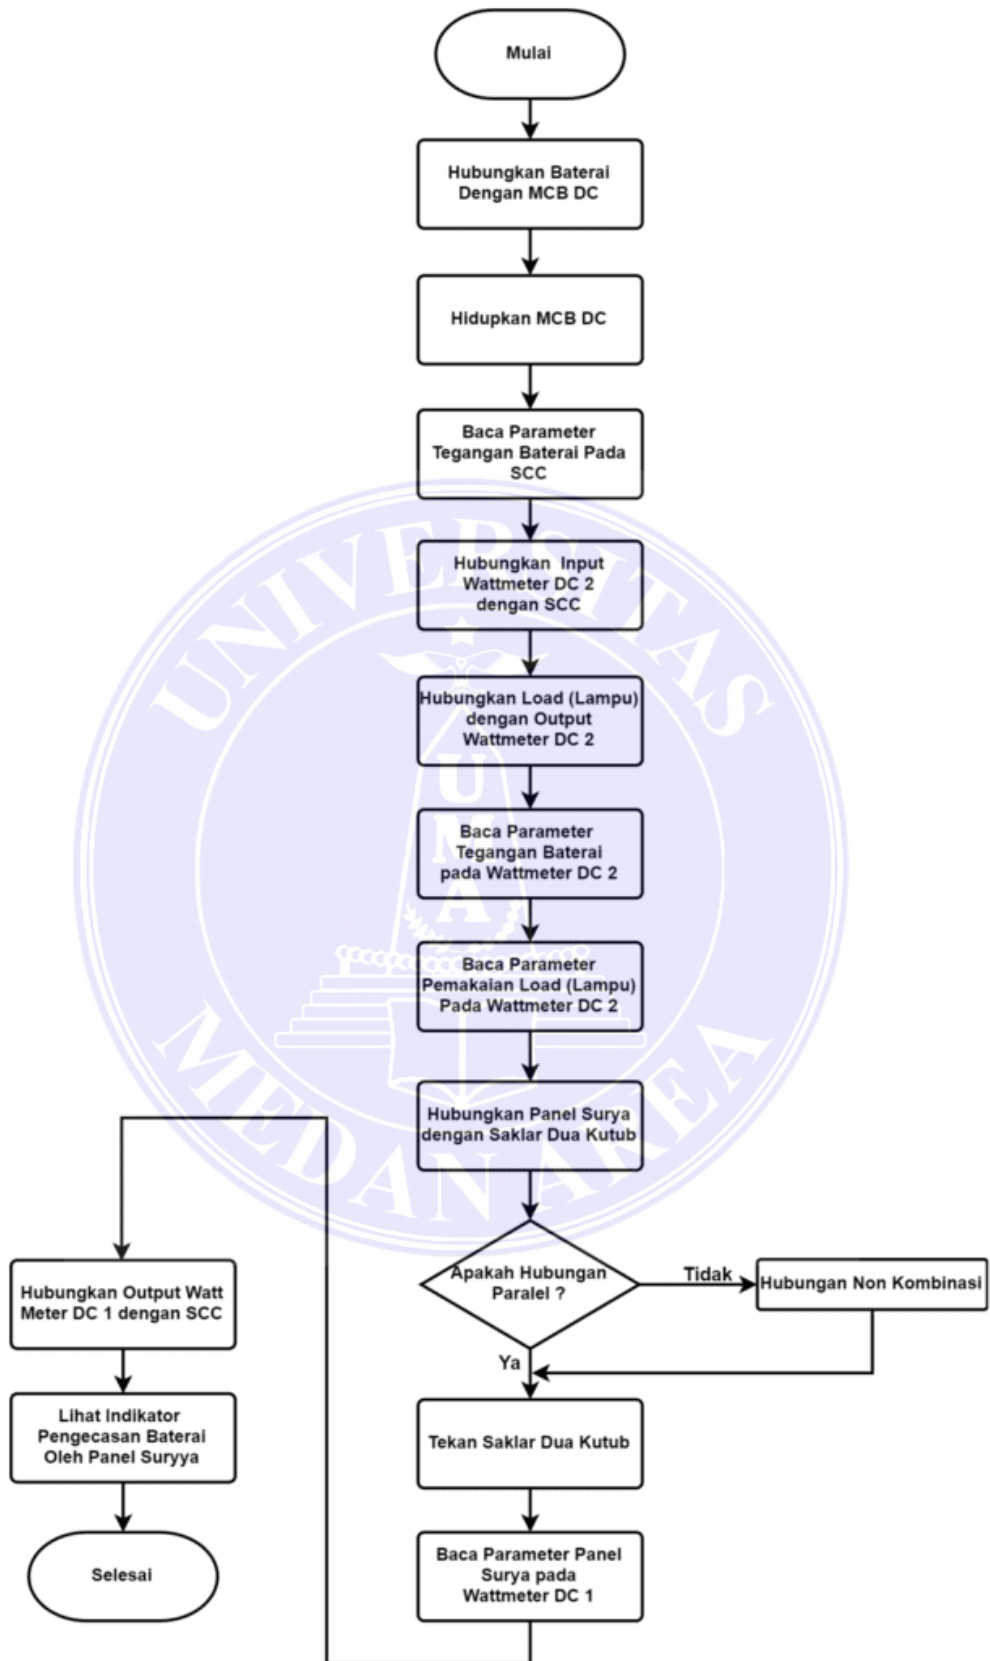 Mulai
Hubungkan Baterai
Dengan MCB DC
Hidupkan MCB DC
Baca Parameter
Tegangan Baterai Pada
SCC
Hubungkan Input
Wattmeter DC 2
dengan SCC
Hubungkan Load (Lampu)
dengan Output
Wattmeter DC 2
Baca Parameter
Tegangan Baterai
pada Wattmeter DC 2
Baca Parameter
Pemakaian Load (Lampu)
Pada Wattmeter DC 2
Hubungkan Panel Surya
dengan Saklar Dua Kutub
Apakah Hubungan
Paralel ?
Tidak
Hubungan Non Kombinasi
Ya
Tekan Saklar Dua Kutub
Baca Parameter Panel
Surya pada
Wattmeter DC 1
Hubungkan Output Watt
Meter DC 1 dengan SCC
Lihat Indikator
Pengecasan Baterai
Oleh Panel Suryya
Selesai
UNIVERSITAS
MEDAN AREA
U
M
A